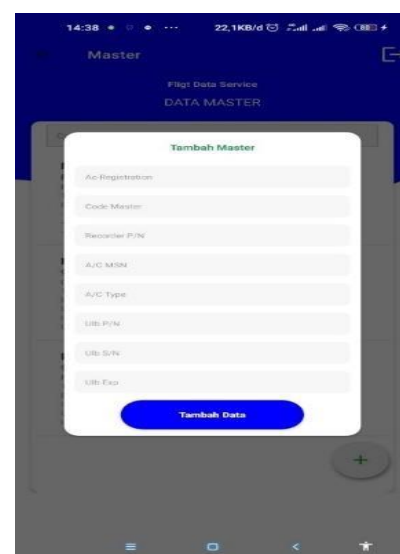 14:38 22,1KB/d
Master
Fligt Data Service
DATA MASTER
Tambah Master
Ac Registration
Code Master
Recorder P/N
A/C MSN
A/C Type
Ulb P/N
Ulb S/N
Ulb Exp
Tambah Data
+